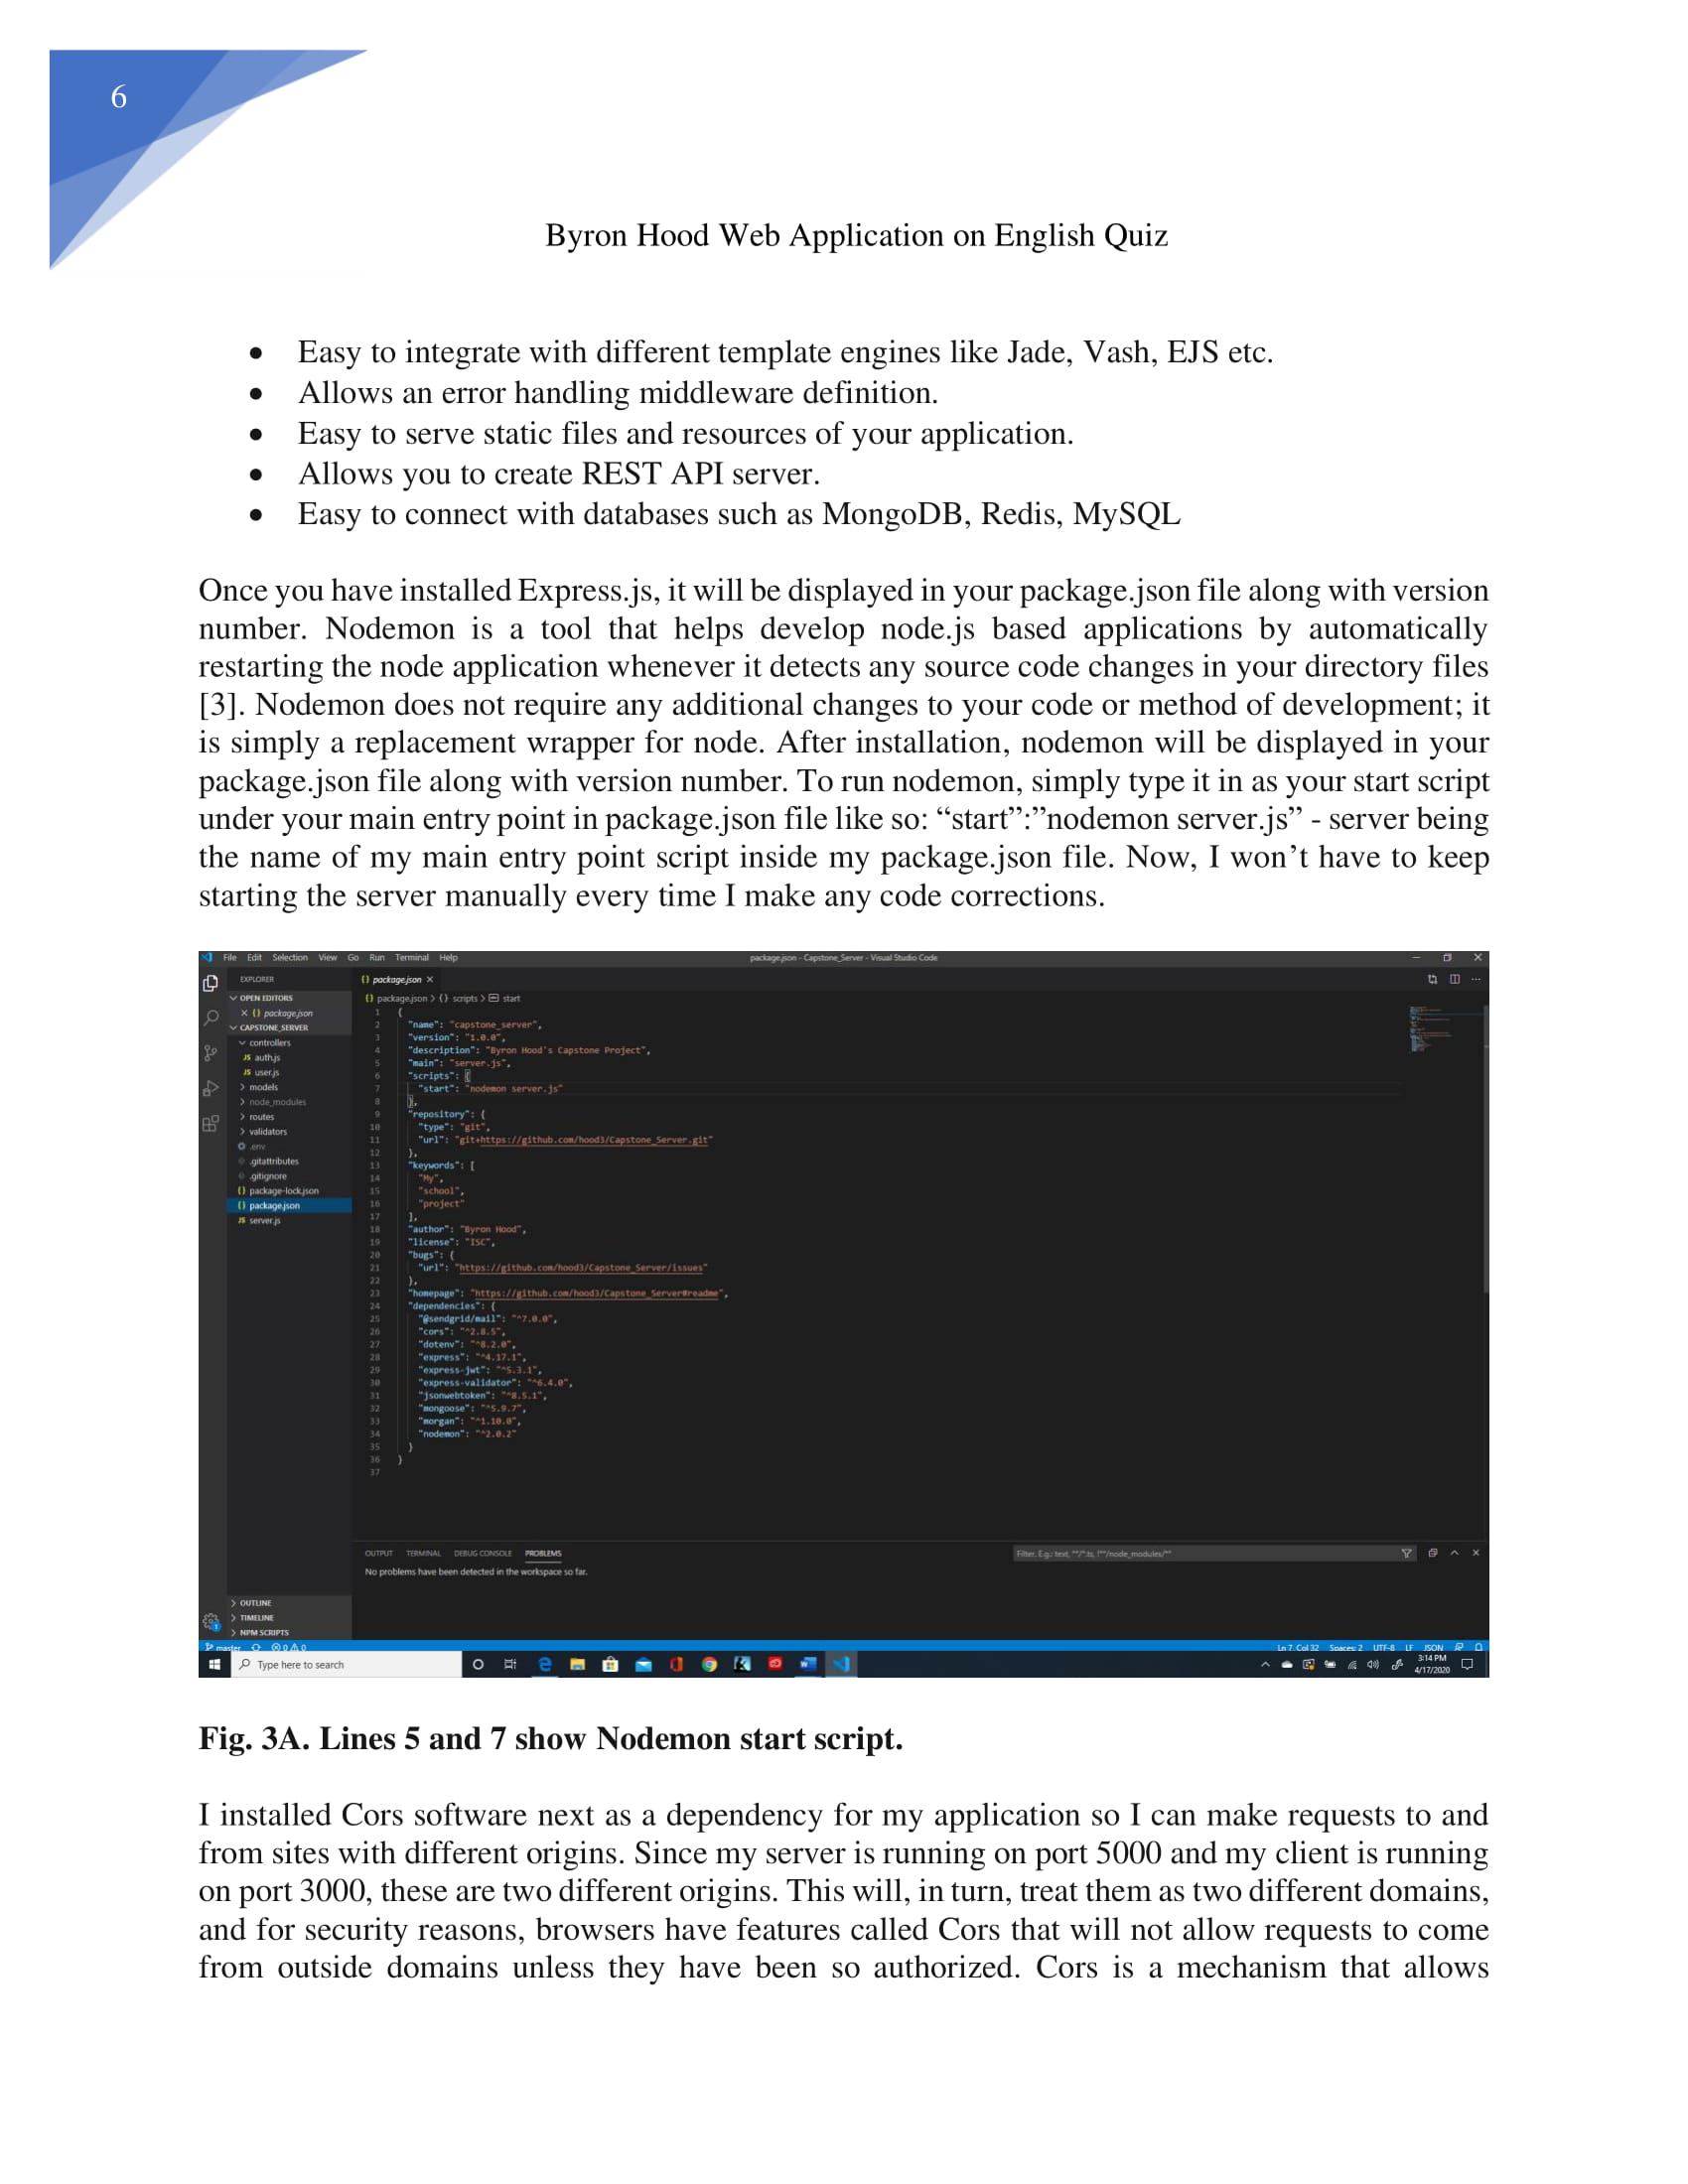 6
Byron Hood Web Application on English Quiz
• Easy to integrate with different template engines like Jade, Vash, EJS etc.
• Allows an error handling middleware definition.
• Easy to serve static files and resources of your application.
• Allows you to create REST API server.
• Easy to connect with databases such as MongoDB, Redis, MySQL
Once you have installed Express.js, it will be displayed in your package.json file along with version
number. Nodemon is a tool that helps develop node.js based applications by automatically
restarting the node application whenever it detects any source code changes in your directory files
[3]. Nodemon does not require any additional changes to your code or method of development; it
is simply a replacement wrapper for node. After installation, nodemon will be displayed in your
package.json file along with version number. To run nodemon, simply type it in as your start script
under your main entry point in package.json file like so: “start”:”nodemon server.js” - server being
the name of my main entry point script inside my package.json file. Now, I won’t have to keep
starting the server manually every time I make any code corrections.
File Edit Selection View Go Run Terminal Help
package.json - Capstone_Server - Visual Studio Code
EXPLORER
OPEN EDITORS
{} package.json
CAPSTONE_SERVER
controllers
JS auth.js
JS user.js
models
node_modules
routes
validators
.env
.gitattributes
.gitignore
{} package-lock.json
{} package.json
JS server.js
OUTLINE
TIMELINE
NPM SCRIPTS
{} package.json ×
{} package.json > {} scripts > start
1 {
2 "name": "capstone_server",
3 "version": "1.0.0",
4 "description": "Byron Hood's Capstone Project",
5 "main": "server.js",
6 "scripts": {
7 "start": "nodemon server.js"
8 },
9 "repository": {
10 "type": "git",
11 "url": "git+https://github.com/hood3/Capstone_Server.git"
12 },
13 "keywords": [
14 "My",
15 "school",
16 "project"
17 ],
18 "author": "Byron Hood",
19 "license": "ISC",
20 "bugs": {
21 "url": "https://github.com/hood3/Capstone_Server/issues"
22 },
23 "homepage": "https://github.com/hood3/Capstone_Server#readme",
24 "dependencies": {
25 "@sendgrid/mail": "^7.0.0",
26 "cors": "^2.8.5",
27 "dotenv": "^8.2.0",
28 "express": "^4.17.1",
29 "express-jwt": "^5.3.1",
30 "express-validator": "^6.4.0",
31 "jsonwebtoken": "^8.5.1",
32 "mongoose": "^5.9.7",
33 "morgan": "^1.10.0",
34 "nodemon": "^2.0.2"
35 }
36 }
37
OUTPUT TERMINAL DEBUG CONSOLE PROBLEMS
Filter. E.g.: text, **/*.ts, !**/node_modules/**
No problems have been detected in the workspace so far.
master 0 0
Ln 7, Col 32 Spaces: 2 UTF-8 LF JSON
Type here to search
3:14 PM
4/17/2020
Fig. 3A. Lines 5 and 7 show Nodemon start script.
I installed Cors software next as a dependency for my application so I can make requests to and
from sites with different origins. Since my server is running on port 5000 and my client is running
on port 3000, these are two different origins. This will, in turn, treat them as two different domains,
and for security reasons, browsers have features called Cors that will not allow requests to come
from outside domains unless they have been so authorized. Cors is a mechanism that allows